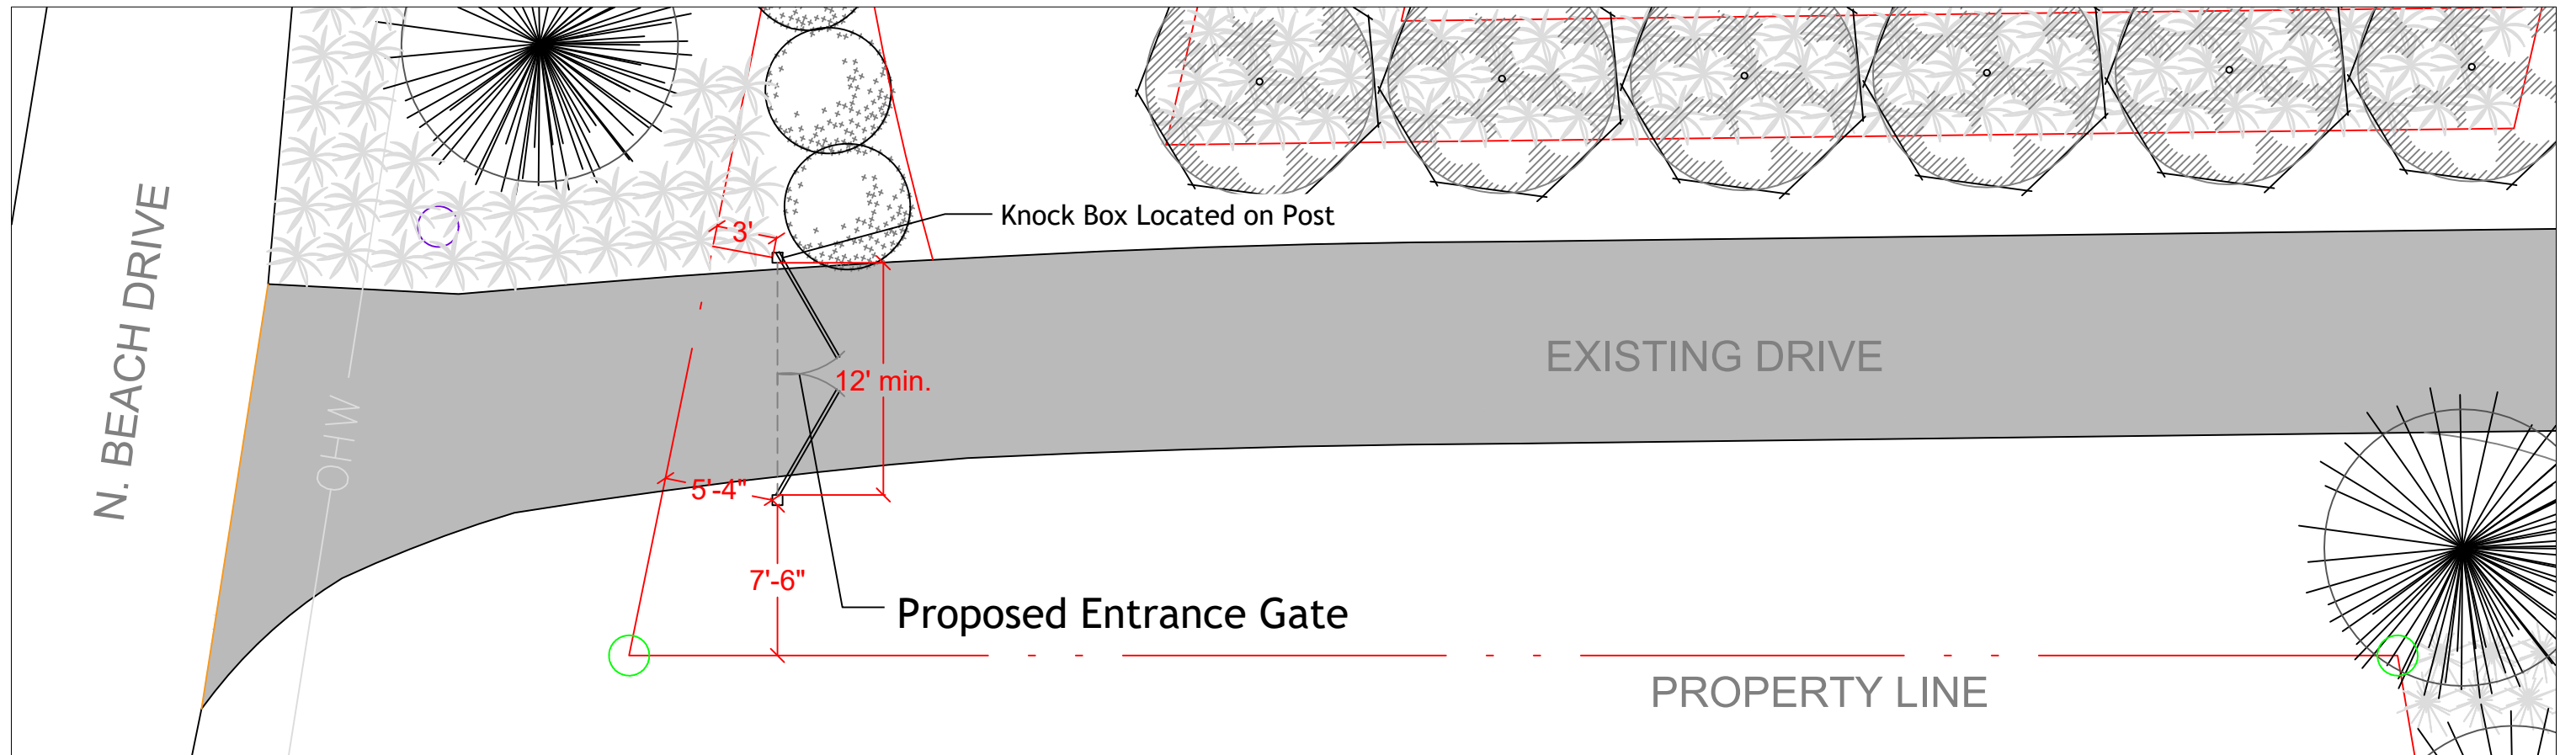 N. BEACH DRIVE
OHW
3'
Knock Box Located on Post
12' min.
EXISTING DRIVE
5'-4"
7'-6"
Proposed Entrance Gate
PROPERTY LINE